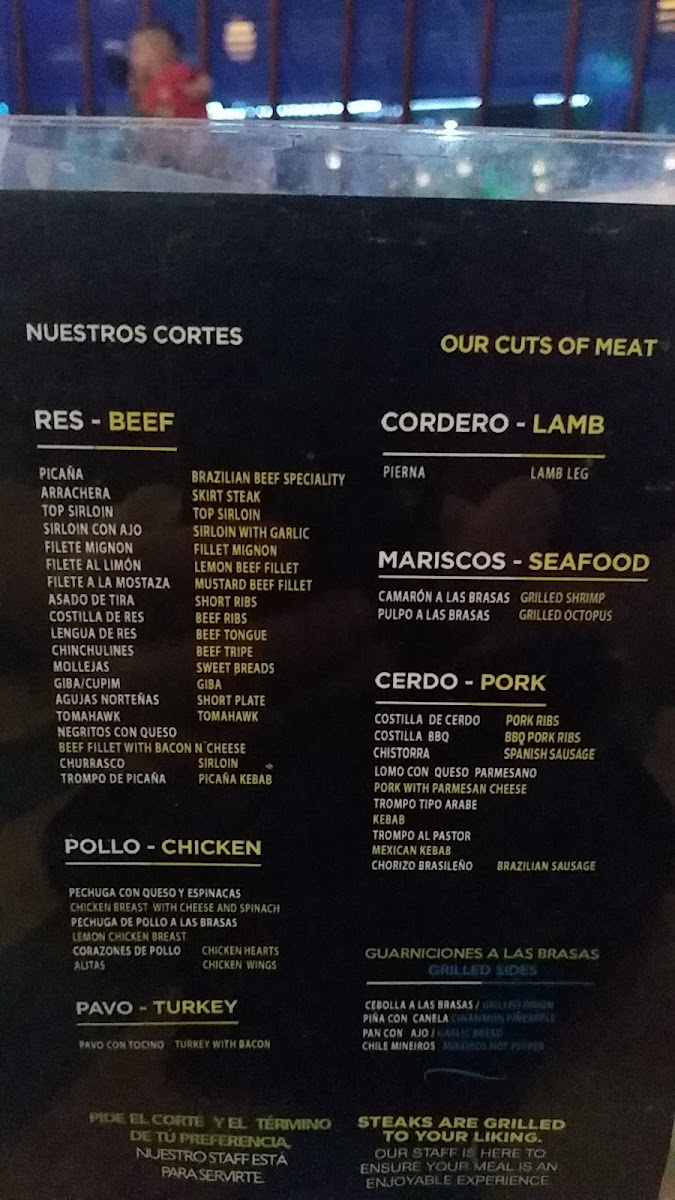 NUESTROS CORTES
OUR CUTS OF MEAT
RES - BEEF
PICAÑA BRAZILIAN BEEF SPECIALITY
ARRACHERA SKIRT STEAK
TOP SIRLOIN TOP SIRLOIN
SIRLOIN CON AJO SIRLOIN WITH GARLIC
FILETE MIGNON FILLET MIGNON
FILETE AL LIMÓN LEMON BEEF FILLET
FILETE A LA MOSTAZA MUSTARD BEEF FILLET
ASADO DE TIRA SHORT RIBS
COSTILLA DE RES BEEF RIBS
LENGUA DE RES BEEF TONGUE
CHINCHULINES BEEF TRIPE
MOLLEJAS SWEET BREADS
GIBA/CUPIM GIBA
AGUJAS NORTEÑAS SHORT PLATE
TOMAHAWK TOMAHAWK
NEGRITOS CON QUESO
BEEF FILLET WITH BACON N´CHEESE
CHURRASCO SIRLOIN
TROMPO DE PICAÑA PICAÑA KEBAB
POLLO - CHICKEN
PECHUGA CON QUESO Y ESPINACAS
CHICKEN BREAST WITH CHEESE AND SPINACH
PECHUGA DE POLLO A LAS BRASAS
LEMON CHICKEN BREAST
CORAZONES DE POLLO CHICKEN HEARTS
ALITAS CHICKEN WINGS
PAVO - TURKEY
PAVO CON TOCINO TURKEY WITH BACON
CORDERO - LAMB
PIERNA LAMB LEG
MARISCOS - SEAFOOD
CAMARÓN A LAS BRASAS GRILLED SHRIMP
PULPO A LAS BRASAS GRILLED OCTOPUS
CERDO - PORK
COSTILLA DE CERDO PORK RIBS
COSTILLA BBQ BBQ PORK RIBS
CHISTORRA SPANISH SAUSAGE
LOMO CON QUESO PARMESANO
PORK WITH PARMESAN CHEESE
TROMPO TIPO ARABE
KEBAB
TROMPO AL PASTOR
MEXICAN KEBAB
CHORIZO BRASILEÑO BRAZILIAN SAUSAGE
GUARNICIONES A LAS BRASAS
GRILLED SIDES
CEBOLLA A LAS BRASAS / GRILLED ONION
PIÑA CON CANELA CINAMMON PINEAPPLE
PAN CON AJO / GARLIC BREAD
CHILE MINEIROS MINEIROS HOT PEPPER
PIDE EL CORTE Y EL TÉRMINO
DE TÚ PREFERENCIA,
NUESTRO STAFF ESTÁ
PARA SERVIRTE.
STEAKS ARE GRILLED
TO YOUR LIKING.
OUR STAFF IS HERE TO
ENSURE YOUR MEAL IS AN
ENJOYABLE EXPERIENCE.